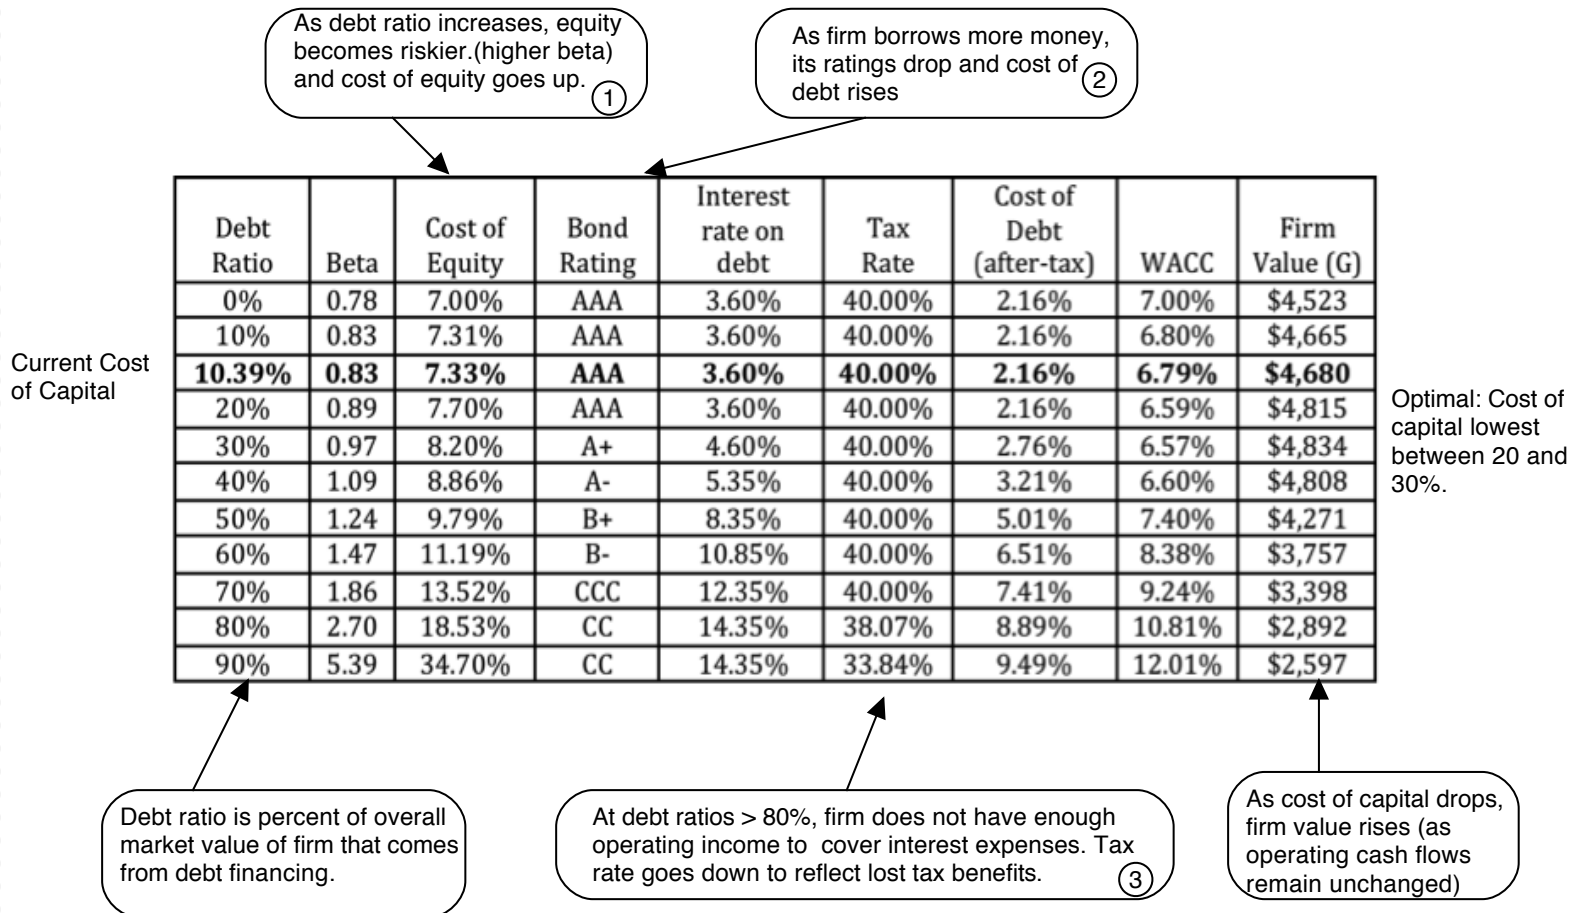 As debt ratio increases, equity
becomes riskier.(higher beta)
and cost of equity goes up.
1
As firm borrows more money,
its ratings drop and cost of
debt rises
2
Debt Ratio Beta Cost of Equity Bond Rating Interest rate on debt Tax Rate Cost of Debt (after-tax) WACC Firm Value (G)
0% 0.78 7.00% AAA 3.60% 40.00% 2.16% 7.00% $4,523
10% 0.83 7.31% AAA 3.60% 40.00% 2.16% 6.80% $4,665
10.39% 0.83 7.33% AAA 3.60% 40.00% 2.16% 6.79% $4,680
20% 0.89 7.70% AAA 3.60% 40.00% 2.16% 6.59% $4,815
30% 0.97 8.20% A+ 4.60% 40.00% 2.76% 6.57% $4,834
40% 1.09 8.86% A- 5.35% 40.00% 3.21% 6.60% $4,808
50% 1.24 9.79% B+ 8.35% 40.00% 5.01% 7.40% $4,271
60% 1.47 11.19% B- 10.85% 40.00% 6.51% 8.38% $3,757
70% 1.86 13.52% CCC 12.35% 40.00% 7.41% 9.24% $3,398
80% 2.70 18.53% CC 14.35% 38.07% 8.89% 10.81% $2,892
90% 5.39 34.70% CC 14.35% 33.84% 9.49% 12.01% $2,597
Current Cost
of Capital
Optimal: Cost of
capital lowest
between 20 and
30%.
Debt ratio is percent of overall
market value of firm that comes
from debt financing.
At debt ratios > 80%, firm does not have enough
operating income to cover interest expenses. Tax
rate goes down to reflect lost tax benefits.
3
As cost of capital drops,
firm value rises (as
operating cash flows
remain unchanged)